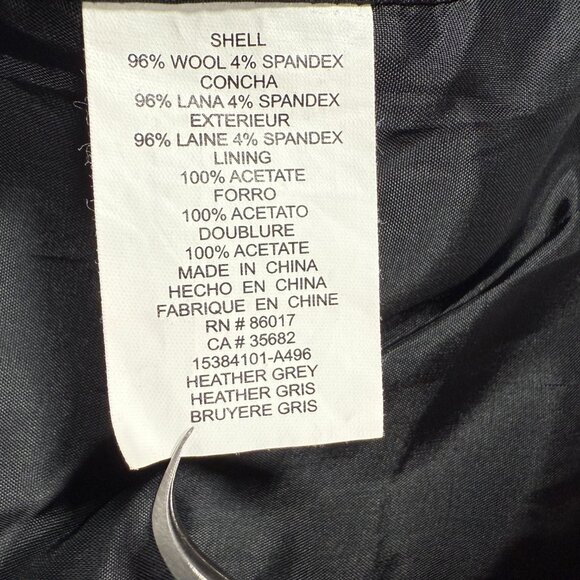 SHELL
96% WOOL 4% SPANDEX
CONCHA
96% LANA 4% SPANDEX
EXTERIEUR
96% LAINE 4% SPANDEX
LINING
100% ACETATE
FORRO
100% ACETATO
DOUBLURE
100% ACETATE
MADE IN CHINA
HECHO EN CHINA
FABRIQUE EN CHINE
RN # 86017
CA # 35682
15384101-A496
HEATHER GREY
HEATHER GRIS
BRUYERE GRIS